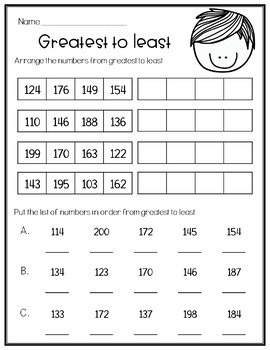 Name
Greatest to least
Arrange the numbers from greatest to least
124 176 149 154
110 146 188 136
199 170 163 122
143 195 103 162
Put the list of numbers in order from greatest to least
A. 114 200 172 145 154
B. 134 123 170 146 187
C. 133 172 137 198 184